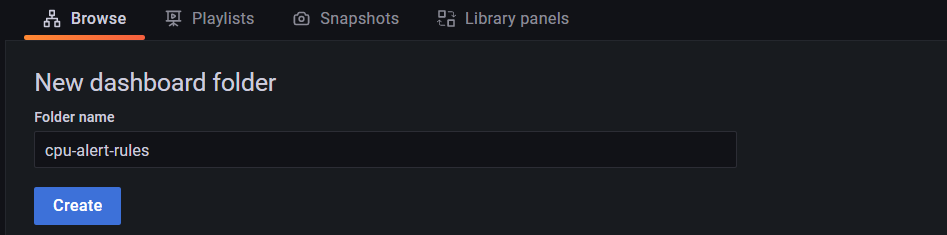 Browse Playlists Snapshots Library panels
New dashboard folder
Folder name
cpu-alert-rules
Create